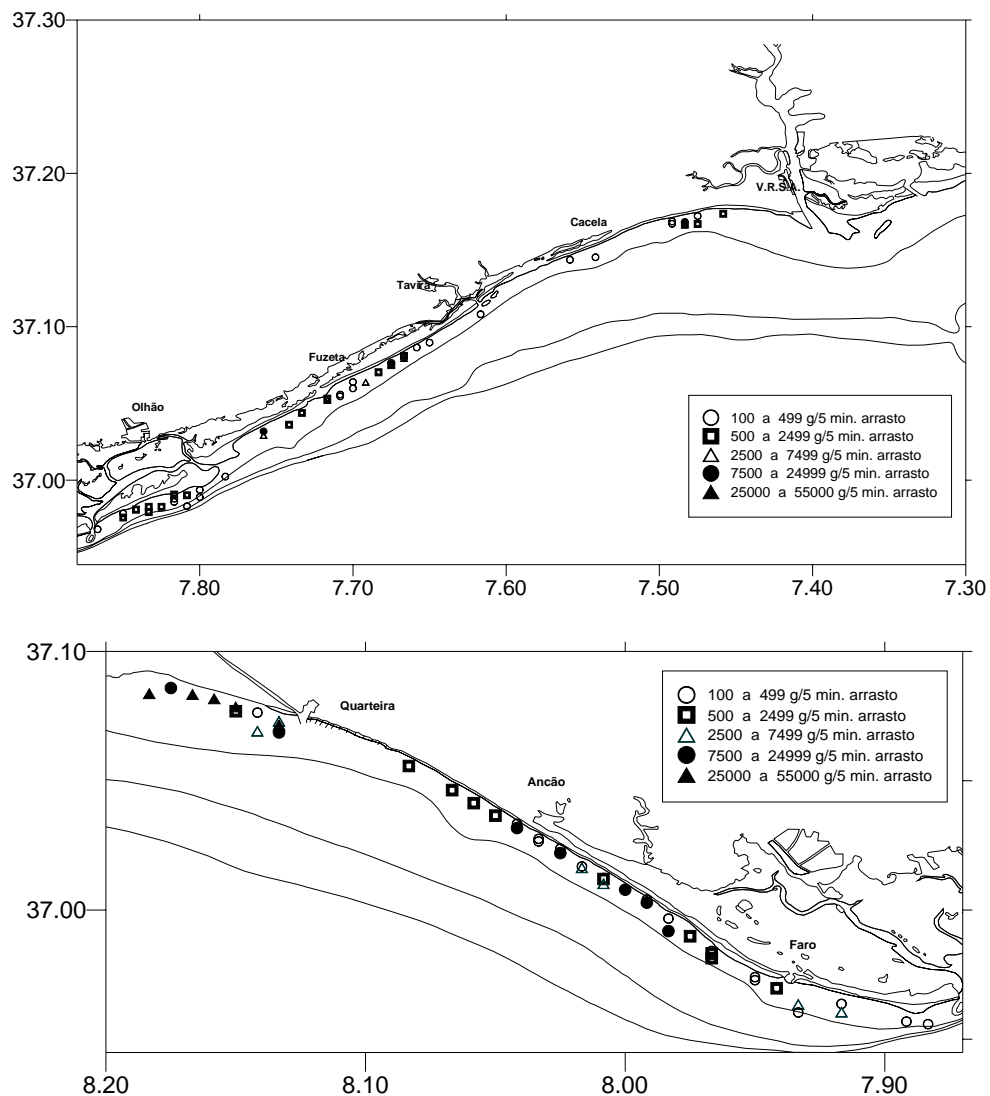 37.30
37.20
37.10
37.00
V.R.S.A.
Cacela
Tavira
Fuzeta
Olhão
100 a 499 g/5 min. arrasto
500 a 2499 g/5 min. arrasto
2500 a 7499 g/5 min. arrasto
7500 a 24999 g/5 min. arrasto
25000 a 55000 g/5 min. arrasto
7.80 7.70 7.60 7.50 7.40 7.30
37.10
37.00
Quarteira
Ancão
Faro
100 a 499 g/5 min. arrasto
500 a 2499 g/5 min. arrasto
2500 a 7499 g/5 min. arrasto
7500 a 24999 g/5 min. arrasto
25000 a 55000 g/5 min. arrasto
8.20 8.10 8.00 7.90